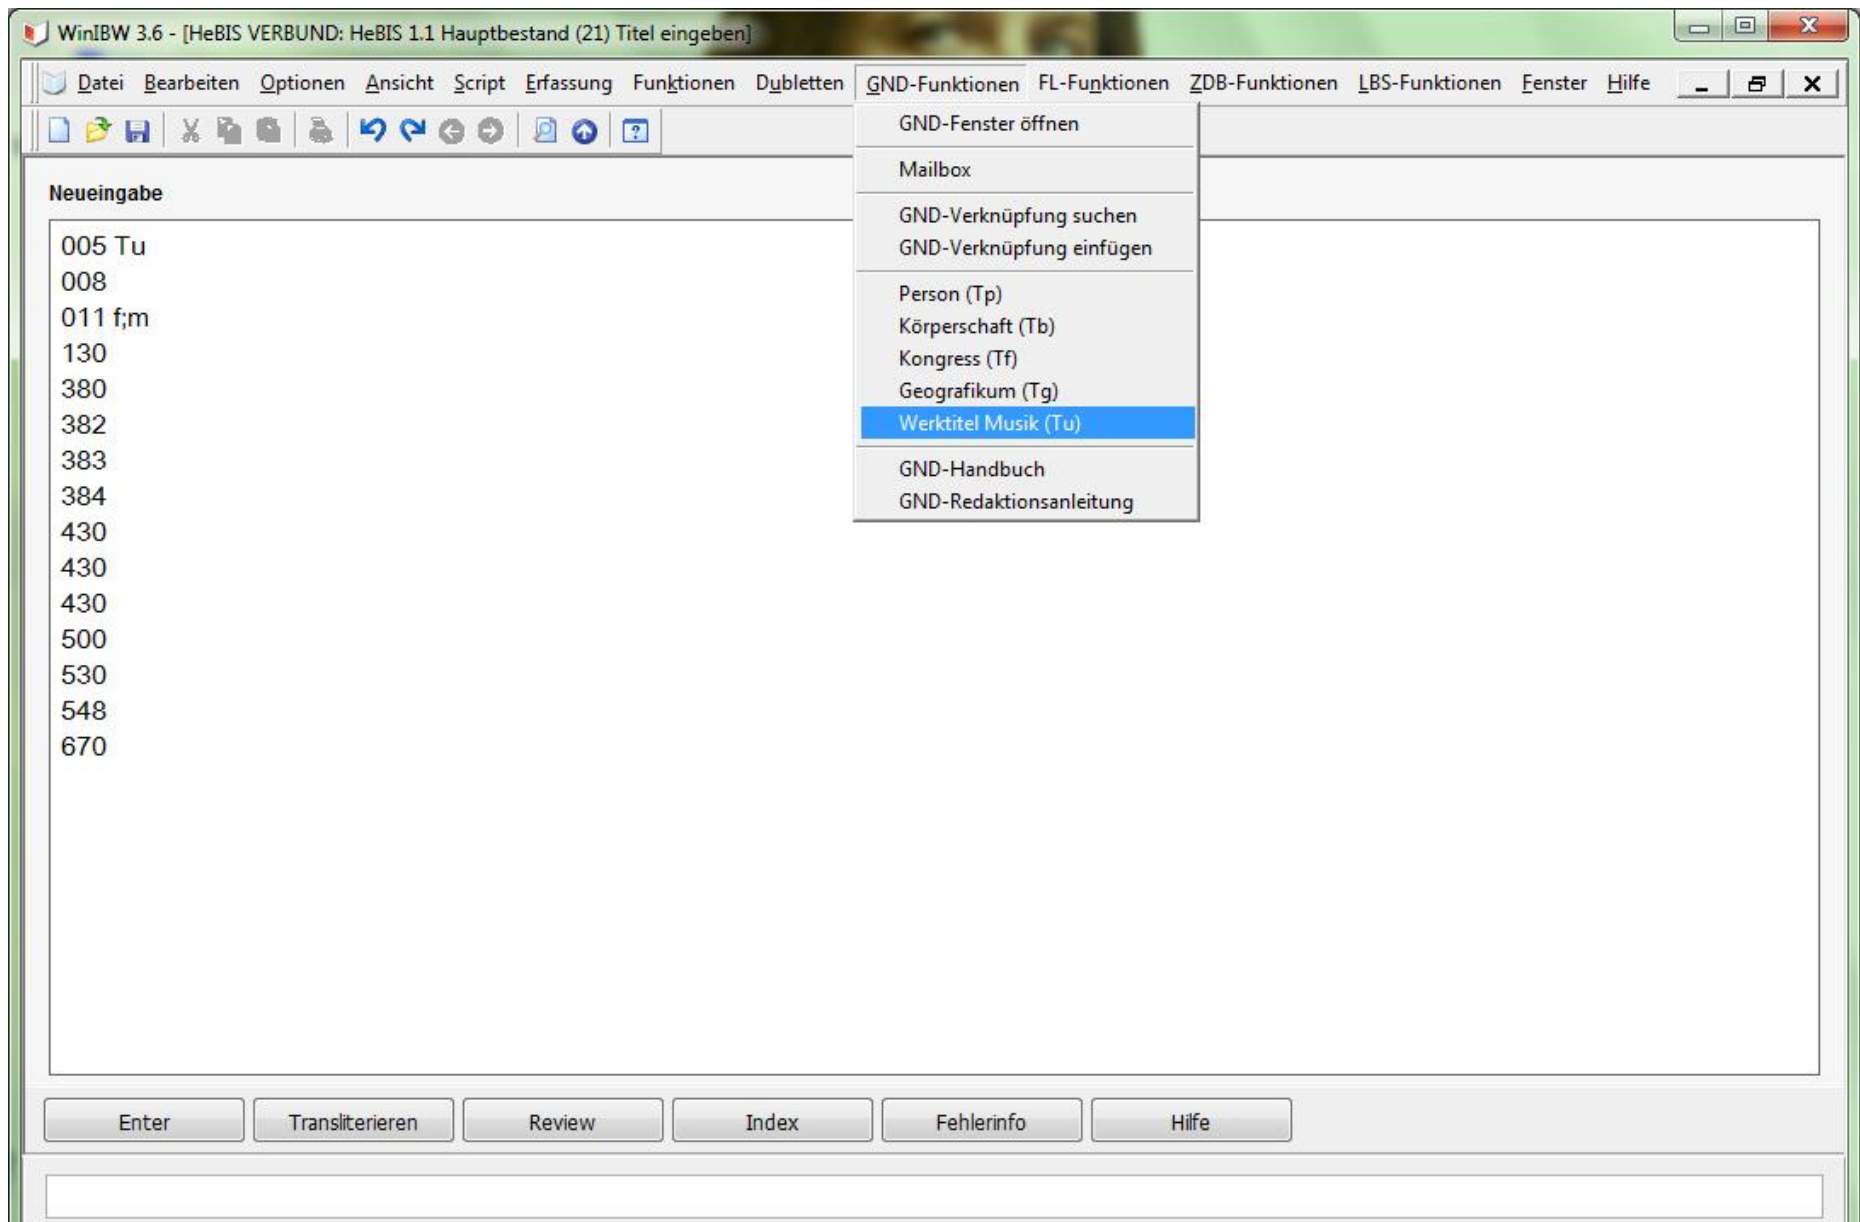 WinIBW 3.6 - [HeBIS VERBUND: HeBIS 1.1 Hauptbestand (21) Titel eingeben]
Datei Bearbeiten Optionen Ansicht Script Erfassung Funktionen Dubletten GND-Funktionen FL-Funktionen ZDB-Funktionen LBS-Funktionen Fenster Hilfe
GND-Fenster öffnen
Mailbox
GND-Verknüpfung suchen
GND-Verknüpfung einfügen
Person (Tp)
Körperschaft (Tb)
Kongress (Tf)
Geografikum (Tg)
Werktitel Musik (Tu)
GND-Handbuch
GND-Redaktionsanleitung
Neueingabe
005 Tu
008
011 f;m
130
380
382
383
384
430
430
430
500
530
548
670
Enter Transliterieren Review Index Fehlerinfo Hilfe